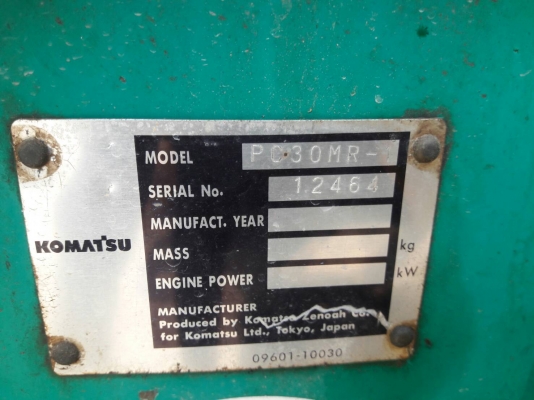 MODEL PC30MR-
SERIAL No. 12464
MANUFACT. YEAR
KOMATSU
MASS kg
ENGINE POWER kW
MANUFACTURER
Produced by Komatsu Zenoah Co.
for Komatsu Ltd., Tokyo, Japan
09601-10030